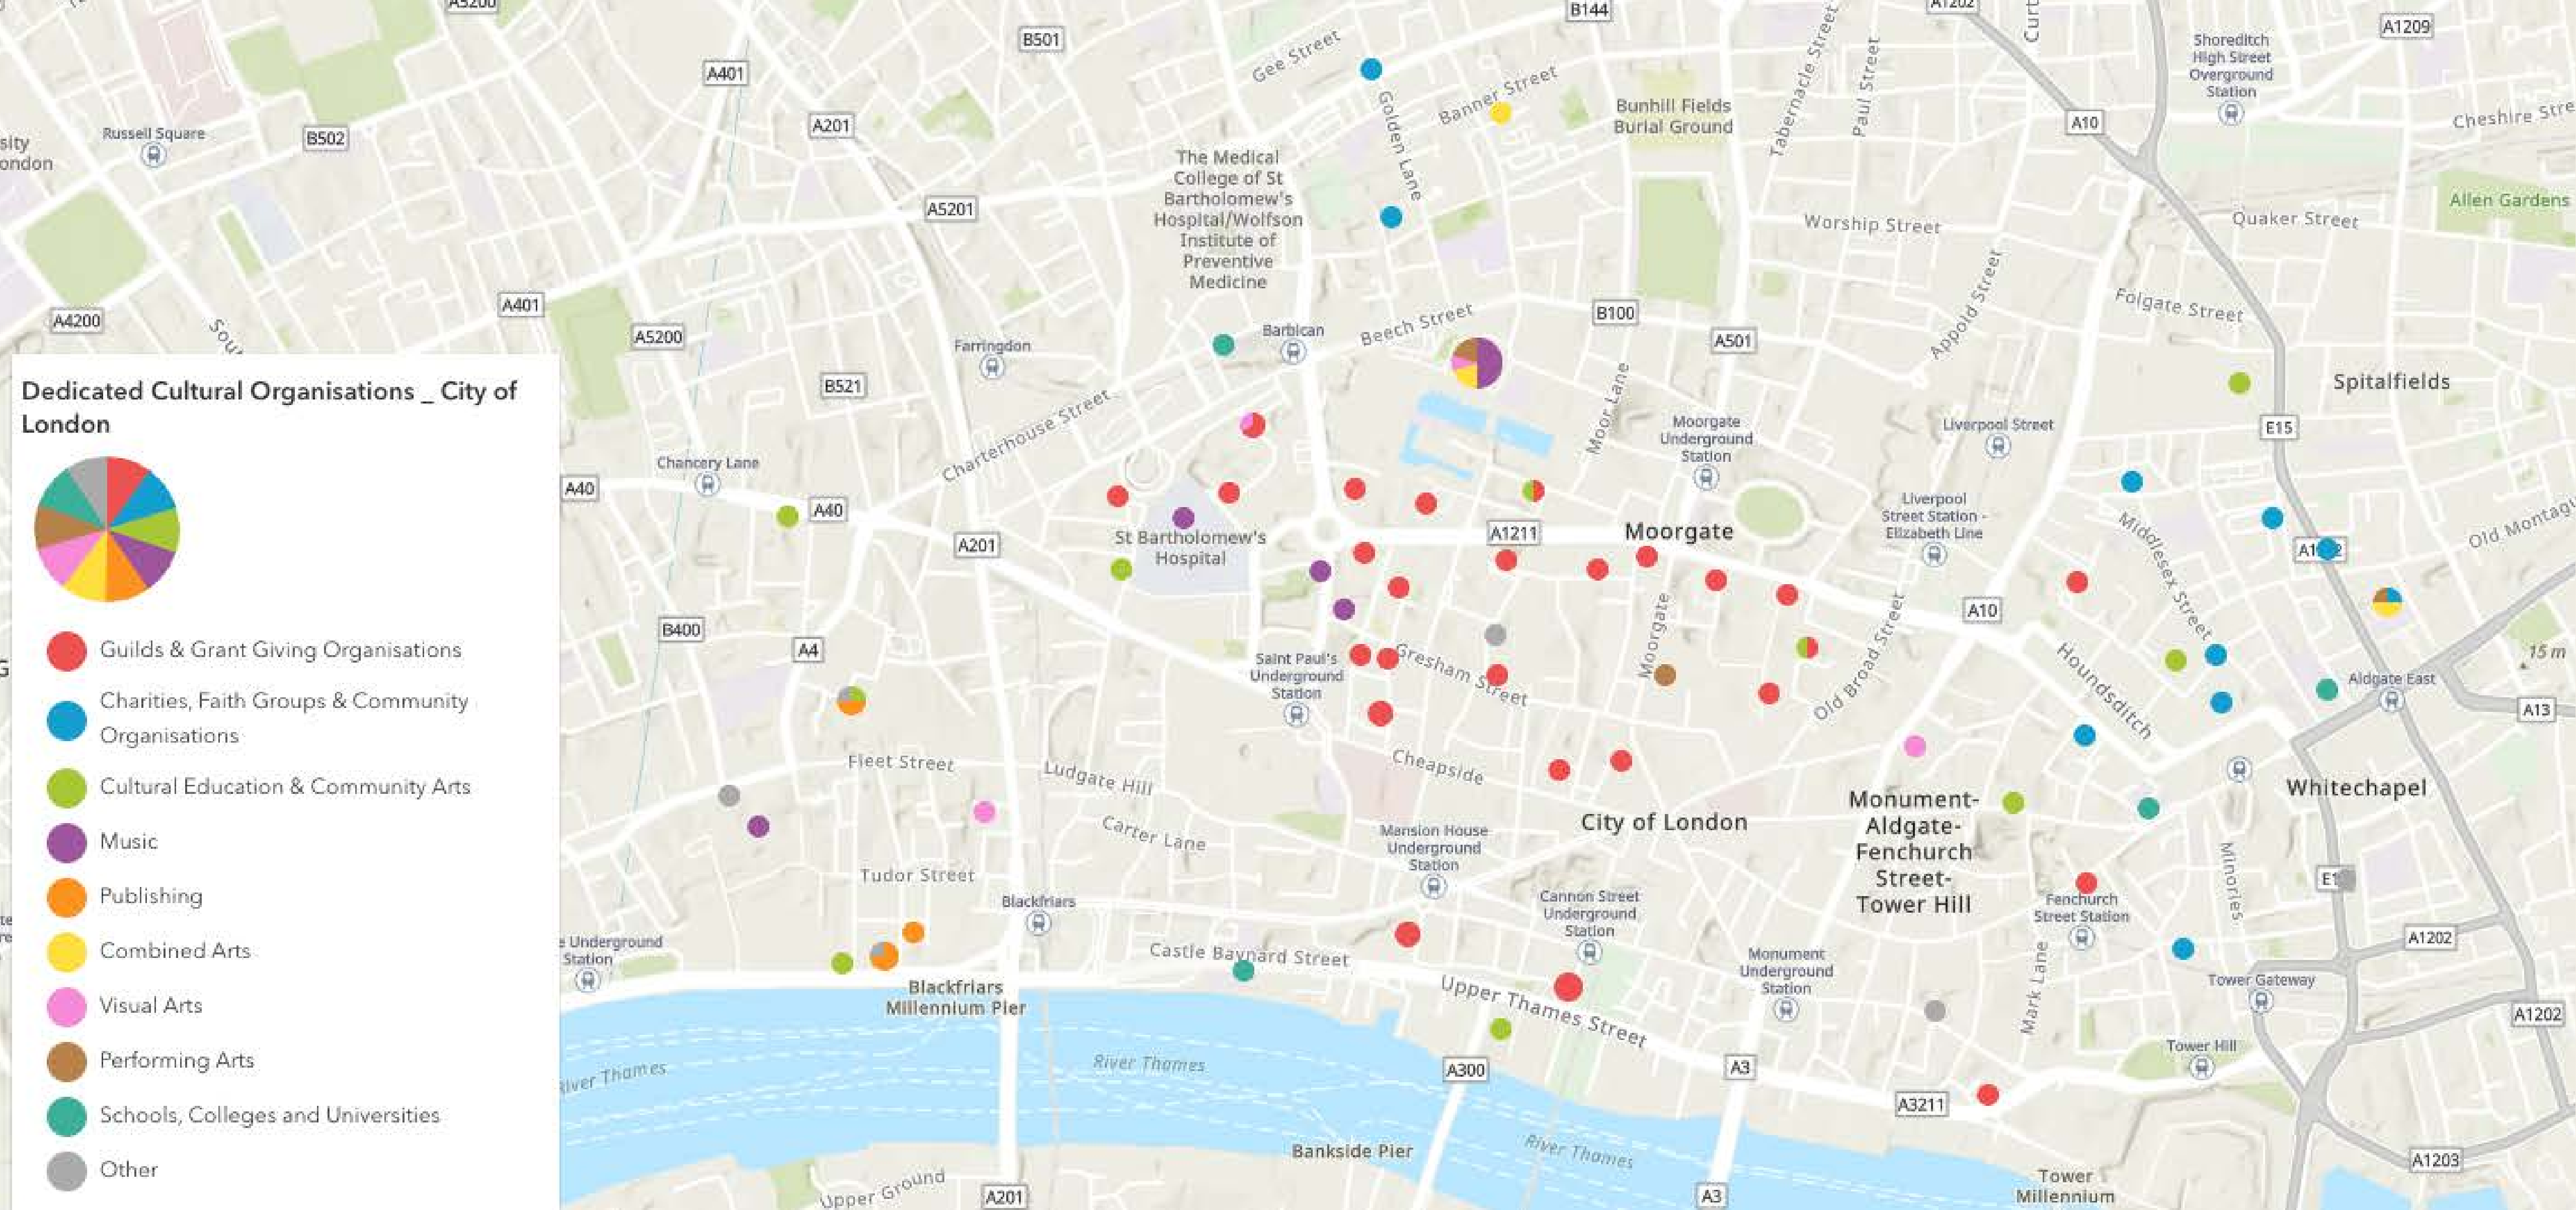 A5200
B144
A1202
A1209
B501
Gee Street
Tabernacle Street
Paul Street
Shoreditch
High Street
Overground
Station
A401
Banner Street
Golden Lane
Bunhill Fields
Burial Ground
A10
Cheshire Stre
Russell Square
B502
A201
sity
ondon
The Medical
College of St
Bartholomew's
Hospital/Wolfson
Institute of
Preventive
Medicine
A5201
Worship Street
Quaker Street
Allen Gardens
A401
A4200
A5200
Farringdon
Barbican
Beech Street
B100
A501
Appold Street
Folgate Street
B521
Moor Lane
Spitalfields
Charterhouse Street
Moorgate
Underground
Station
Liverpool Street
E15
Chancery Lane
A40
A40
A201
St Bartholomew's
Hospital
A1211
Moorgate
Liverpool
Street Station -
Elizabeth Line
Middlesex Street
Old Montagu
B400
A4
A10
Moorgate
Old Broad Street
Houndsditch
Saint Paul's
Underground
Station
Gresham Street
Aldgate East
15 m
A13
Fleet Street
Ludgate Hill
Cheapside
Whitechapel
Carter Lane
Mansion House
Underground
Station
City of London
Monument-
Aldgate-
Fenchurch
Street-
Tower Hill
Tudor Street
Blackfriars
Cannon Street
Underground
Station
Fenchurch
Street Station
Minories
e Underground
Station
Castle Baynard Street
Monument
Underground
Station
Mark Lane
A1202
Tower Gateway
Blackfriars
Millennium Pier
Upper Thames Street
A1202
Tower Hill
River Thames
River Thames
A300
A3
A3211
Bankside Pier
River Thames
A1203
Upper Ground
A201
A3
Tower
Millennium
Dedicated Cultural Organisations _ City of
London
Guilds & Grant Giving Organisations
Charities, Faith Groups & Community
Organisations
Cultural Education & Community Arts
Music
Publishing
Combined Arts
Visual Arts
Performing Arts
Schools, Colleges and Universities
Other